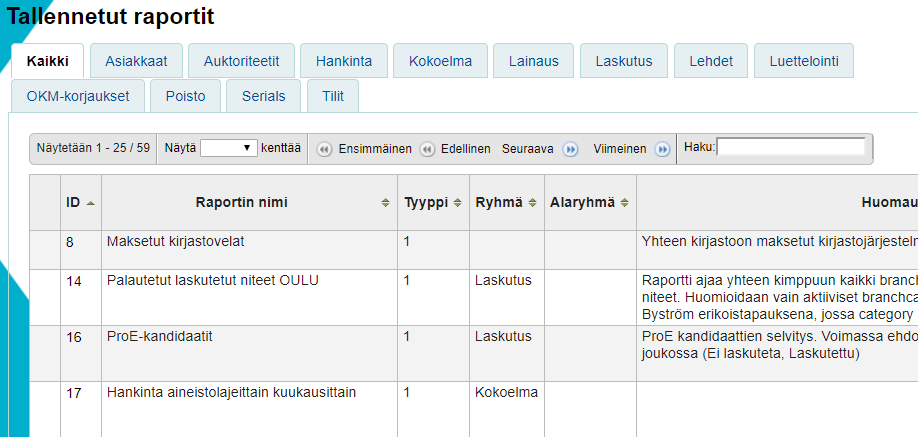 Tallennetut raportit
Kaikki Asiakkaat Auktoriteetit Hankinta Kokoelma Lainaus Laskutus Lehdet Luettelointi
OKM-korjaukset Poisto Serials Tilit
Näytetään 1 - 25 / 59 Näytä kenttää Ensimmäinen Edellinen Seuraava Viimeinen Haku:
ID Raportin nimi Tyyppi Ryhmä Alaryhmä Huomau
8 Maksetut kirjastovelat 1 Yhteen kirjastoon maksetut kirjastojärjesteln
14 Palautetut laskutetut niteet OULU 1 Laskutus Raportti ajaa yhteen kimppuun kaikki branch
niteet. Huomioidaan vain aktiiviset branchca
Byström erikoistapauksena, jossa category
16 ProE-kandidaatit 1 Laskutus ProE kandidaattien selvitys. Voimassa ehdo
joukossa (Ei laskuteta, Laskutettu)
17 Hankinta aineistolajeittain kuukausittain 1 Kokoelma